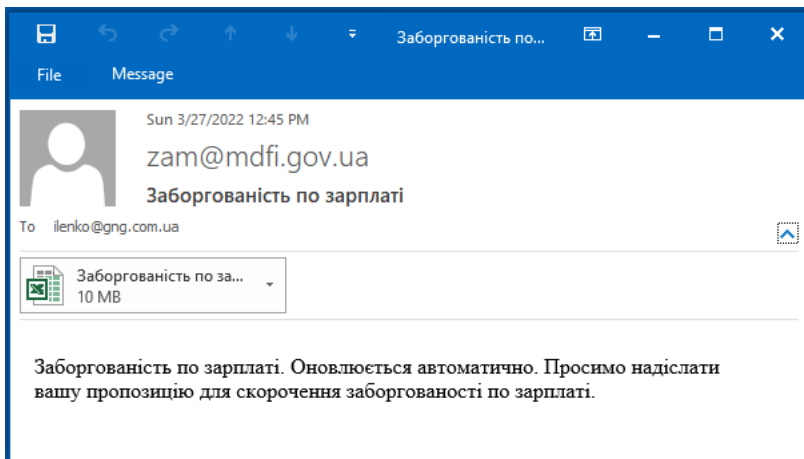 Заборгованість по...
File Message
Sun 3/27/2022 12:45 PM
zam@mdfi.gov.ua
Заборгованість по зарплаті
To ilenko@gng.com.ua
Заборгованість по за...
10 MB
Заборгованість по зарплаті. Оновлюється автоматично. Просимо надіслати
вашу пропозицію для скорочення заборгованості по зарплаті.